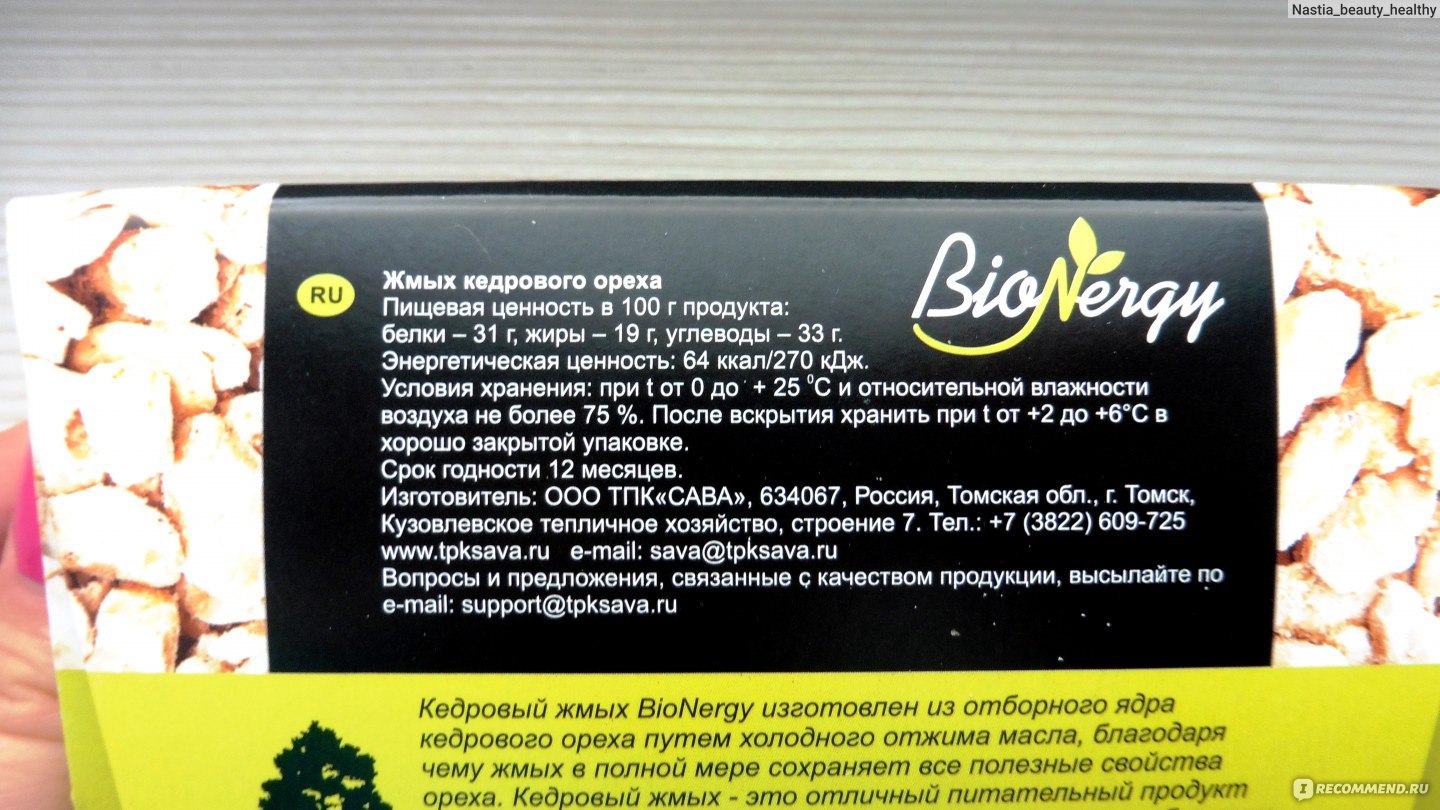 Nastia_beauty_healthy
BioNergy
RU
Жмых кедрового ореха
Пищевая ценность в 100 г продукта:
белки – 31 г, жиры – 19 г, углеводы – 33 г.
Энергетическая ценность: 64 ккал/270 кДж.
Условия хранения: при t от 0 до + 25 ⁰С и относительной влажности
воздуха не более 75 %. После вскрытия хранить при t от +2 до +6°С в
хорошо закрытой упаковке.
Срок годности 12 месяцев.
Изготовитель: ООО ТПК«САВА», 634067, Россия, Томская обл., г. Томск,
Кузовлевское тепличное хозяйство, строение 7. Тел.: +7 (3822) 609-725
www.tpksava.ru e-mail: sava@tpksava.ru
Вопросы и предложения, связанные с качеством продукции, высылайте по
e-mail: support@tpksava.ru
Кедровый жмых BioNergy изготовлен из отборного ядра
кедрового ореха путем холодного отжима масла, благодаря
чему жмых в полной мере сохраняет все полезные свойства
ореха. Кедровый жмых - это отличный питательный продукт
I RECOMMEND.RU